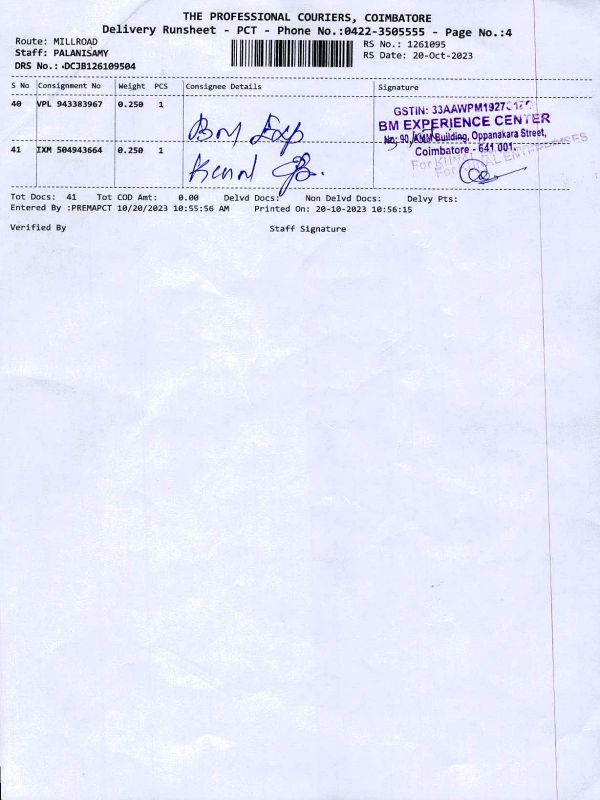 THE PROFESSIONAL COURIERS, COIMBATORE
Delivery Runsheet - PCT - Phone No.:0422-3505555 - Page No.:4
Route: MILLROAD
Staff: PALANISAMY
DRS No.: DCJB126109504
RS No.: 1261095
RS Date: 20-Oct-2023
S No Consignment No Weight PCS Consignee Details Signature
40 VPL 943383967 0.250 1 Bm Exp
GSTIN: 33AAWPM1927
BM EXPERIENCE CENTER
No: 90, KMM Building, Oppanakara Street,
Coimbatore - 641 001.
41 IXM 504943664 0.250 1
Tot Docs: 41 Tot COD Amt: 0.00 Delvd Docs: Non Delvd Docs: Delvy Pts:
Entered By :PREMAPCT 10/20/2023 10:55:56 AM Printed On: 20-10-2023 10:56:15
Verified By Staff Signature